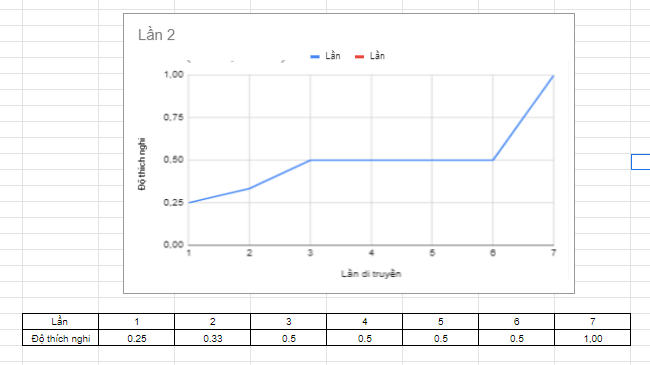 Lần 2
Lần Lần
1,00
0,75
0,50
0,25
0,00
Độ thích nghi
1 2 3 4 5 6 7
Lần di truyền
Lần 1 2 3 4 5 6 7
Độ thích nghi 0.25 0.33 0.5 0.5 0.5 0.5 1,00